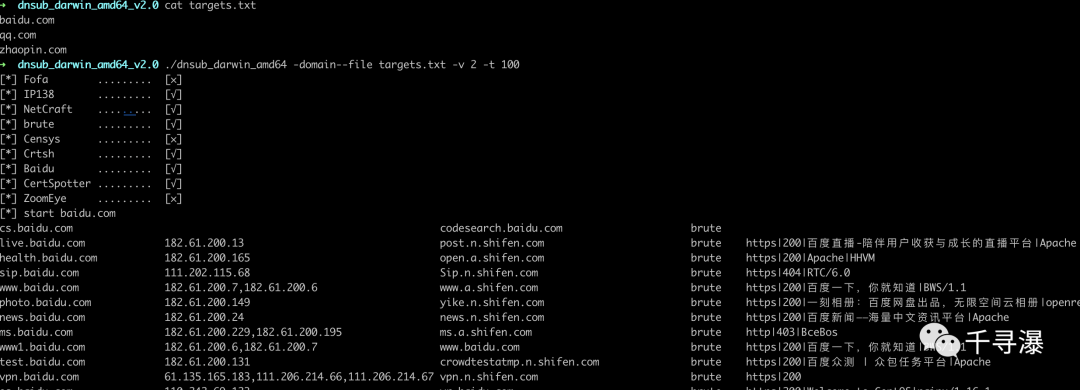 ➜ dnsub_darwin_amd64_v2.0 cat targets.txt
baidu.com
qq.com
zhaopin.com
➜ dnsub_darwin_amd64_v2.0 ./dnsub_darwin_amd64 -domain--file targets.txt -v 2 -t 100
[*] Fofa ......... [×]
[*] IP138 ......... [√]
[*] NetCraft ......... [√]
[*] brute ......... [√]
[*] Censys ......... [×]
[*] Crtsh ......... [√]
[*] Baidu ......... [√]
[*] CertSpotter ......... [√]
[*] ZoomEye ......... [×]
[*] start baidu.com
cs.baidu.com codesearch.baidu.com brute
live.baidu.com 182.61.200.13 post.n.shifen.com brute https|200|百度直播-陪伴用户收获与成长的直播平台|Apache
health.baidu.com 182.61.200.165 open.a.shifen.com brute https|200|Apache|HHVM
sip.baidu.com 111.202.115.68 Sip.n.shifen.com brute https|404|RTC/6.0
www.baidu.com 182.61.200.7,182.61.200.6 www.a.shifen.com brute https|200|百度一下，你就知道|BWS/1.1
photo.baidu.com 182.61.200.149 yike.n.shifen.com brute https|200|一刻相册：百度网盘出品，无限空间云相册|openre
news.baidu.com 182.61.200.24 news.n.shifen.com brute https|200|百度新闻——海量中文资讯平台|Apache
ms.baidu.com 182.61.200.229,182.61.200.195 ms.a.shifen.com brute http|403|BceBos
www1.baidu.com 182.61.200.6,182.61.200.7 www.baidu.com brute https|200|百度一下，你就知道
test.baidu.com 182.61.200.131 crowdtestatmp.n.shifen.com brute https|200|百度众测 | 众包任务平台|Apache
vpn.baidu.com 61.135.165.183,111.206.214.66,111.206.214.67 vpn.n.shifen.com brute https|200
千寻瀑